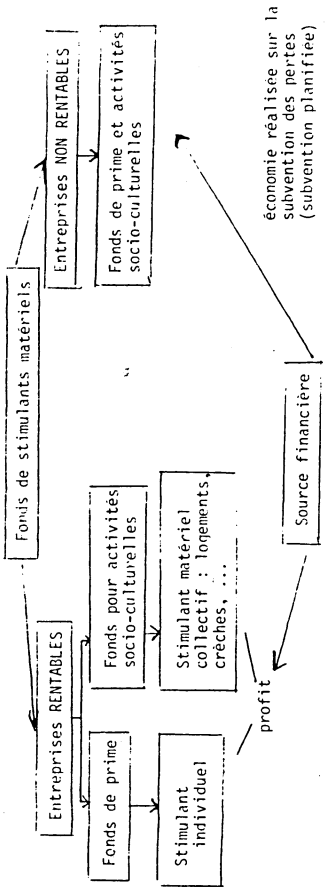 Fonds de stimulants matériels
Entreprises RENTABLES
Entreprises NON RENTABLES
Fonds de prime
Fonds pour activités
socio-culturelles
Fonds de prime et activités
socio-culturelles
Stimulant
individuel
Stimulant matériel
collectif : logements,
crèches, ...
profit
Source financière
économie réalisée sur la
subvention des pertes
(subvention planifiée)